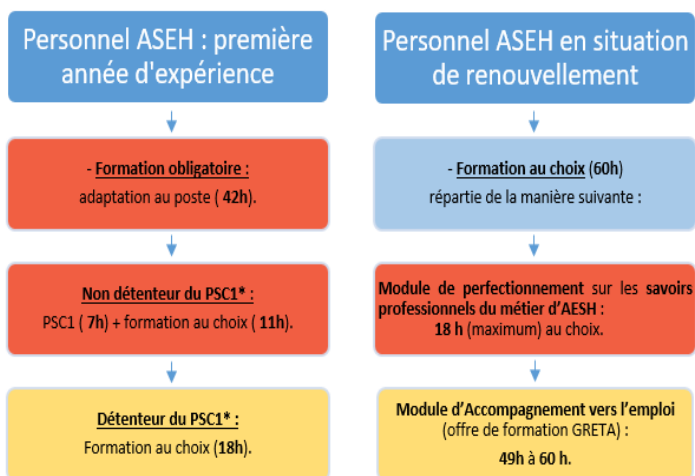 Personnel ASEH : première
année d'expérience
- Formation obligatoire :
adaptation au poste ( 42h).
Non détenteur du PSC1* :
PSC1 ( 7h) + formation au choix ( 11h).
Détenteur du PSC1* :
Formation au choix (18h).
Personnel ASEH en situation
de renouvellement
- Formation au choix (60h)
répartie de la manière suivante :
Module de perfectionnement sur les savoirs
professionnels du métier d’AESH :
18 h (maximum) au choix.
Module d’Accompagnement vers l’emploi
(offre de formation GRETA) :
49h à 60 h.